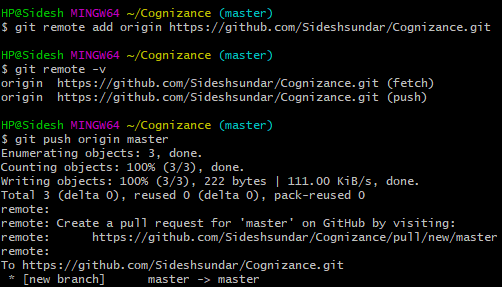 HP@Sidesh MINGW64 ~/Cognizance (master)
$ git remote add origin https://github.com/Sideshsundar/Cognizance.git
HP@Sidesh MINGW64 ~/Cognizance (master)
$ git remote -v
origin  https://github.com/Sideshsundar/Cognizance.git (fetch)
origin  https://github.com/Sideshsundar/Cognizance.git (push)
HP@Sidesh MINGW64 ~/Cognizance (master)
$ git push origin master
Enumerating objects: 3, done.
Counting objects: 100% (3/3), done.
Writing objects: 100% (3/3), 222 bytes | 111.00 KiB/s, done.
Total 3 (delta 0), reused 0 (delta 0), pack-reused 0
remote:
remote: Create a pull request for 'master' on GitHub by visiting:
remote:      https://github.com/Sideshsundar/Cognizance/pull/new/master
remote:
To https://github.com/Sideshsundar/Cognizance.git
 * [new branch]      master -> master